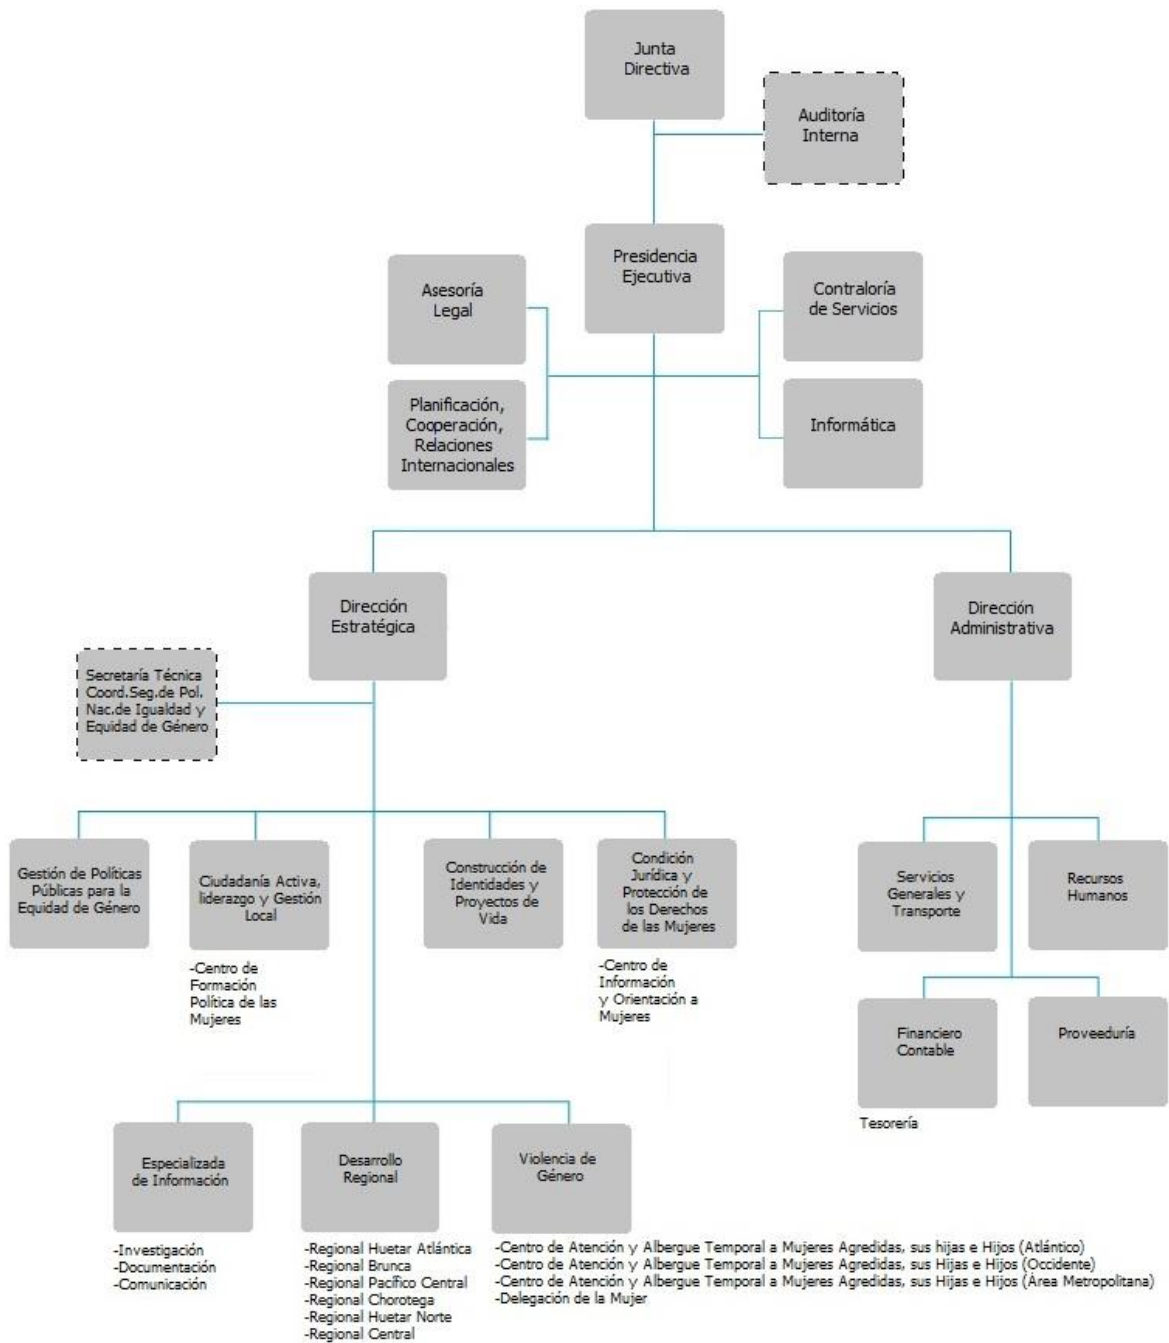 Junta
Directiva
Auditoría
Interna
Presidencia
Ejecutiva
Asesoría
Legal
Contraloría
de Servicios
Planificación,
Cooperación,
Relaciones
Internacionales
Informática
Dirección
Estratégica
Dirección
Administrativa
Secretaría Técnica
Coord.Seg.de Pol.
Nac.de Igualdad y
Equidad de Género
Gestión de Políticas
Públicas para la
Equidad de Género
Ciudadanía Activa,
liderazgo y Gestión
Local
-Centro de
Formación
Política de las
Mujeres
Construcción de
Identidades y
Proyectos de
Vida
Condición
Jurídica y
Protección de
los Derechos
de las Mujeres
-Centro de
Información
y Orientación a
Mujeres
Servicios
Generales y
Transporte
Recursos
Humanos
Financiero
Contable
Tesorería
Proveeduría
Especializada
de Información
-Investigación
-Documentación
-Comunicación
Desarrollo
Regional
-Regional Huetar Atlántica
-Regional Brunca
-Regional Pacífico Central
-Regional Chorotega
-Regional Huetar Norte
-Regional Central
Violencia de
Género
-Centro de Atención y Albergue Temporal a Mujeres Agredidas, sus hijas e Hijos (Atlántico)
-Centro de Atención y Albergue Temporal a Mujeres Agredidas, sus Hijas e Hijos (Occidente)
-Centro de Atención y Albergue Temporal a Mujeres Agredidas, sus Hijas e Hijos (Área Metropolitana)
-Delegación de la Mujer